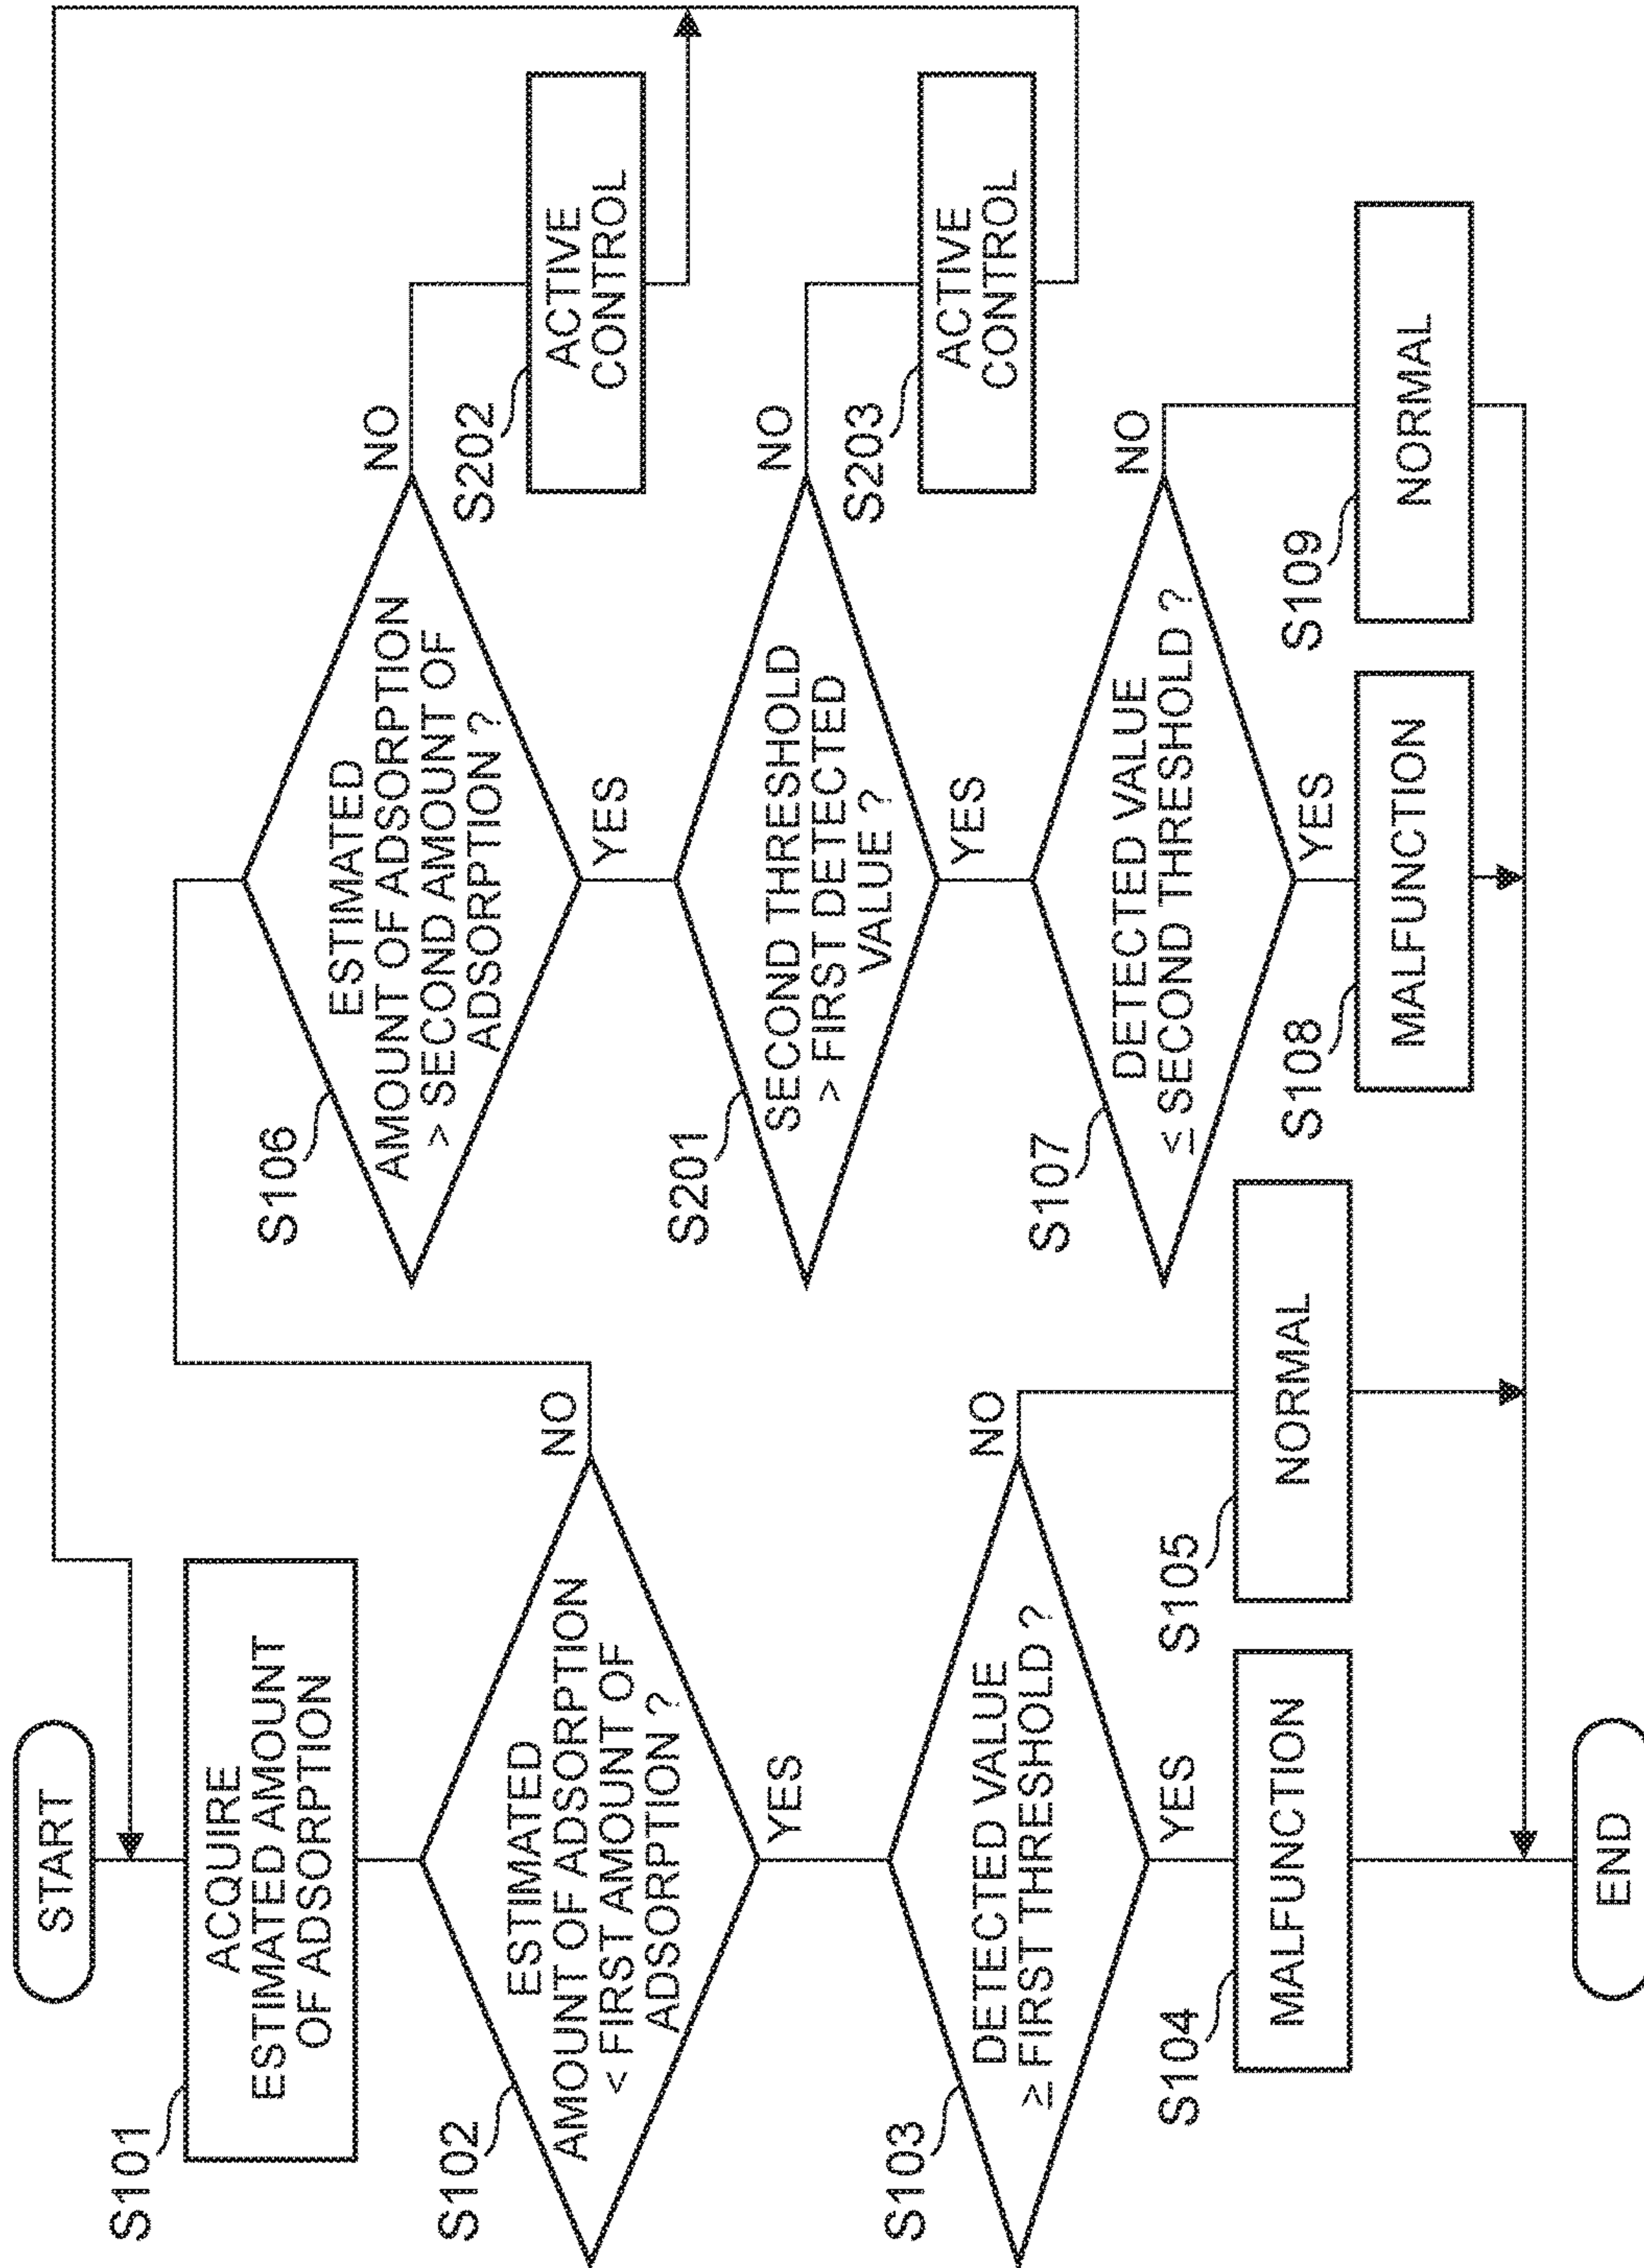 START
S101
ACQUIRE
ESTIMATED AMOUNT
OF ADSORPTION
S102
ESTIMATED
AMOUNT OF ADSORPTION
< FIRST AMOUNT OF
ADSORPTION ?
NO
YES
S103
DETECTED VALUE
≥ FIRST THRESHOLD ?
NO
YES
S104
MALFUNCTION
S105
NORMAL
S106
ESTIMATED
AMOUNT OF ADSORPTION
> SECOND AMOUNT OF
ADSORPTION ?
NO
YES
S202
ACTIVE
CONTROL
S201
SECOND THRESHOLD
> FIRST DETECTED
VALUE ?
NO
YES
S203
ACTIVE
CONTROL
S107
DETECTED VALUE
≤ SECOND THRESHOLD ?
NO
YES
S108
MALFUNCTION
S109
NORMAL
END